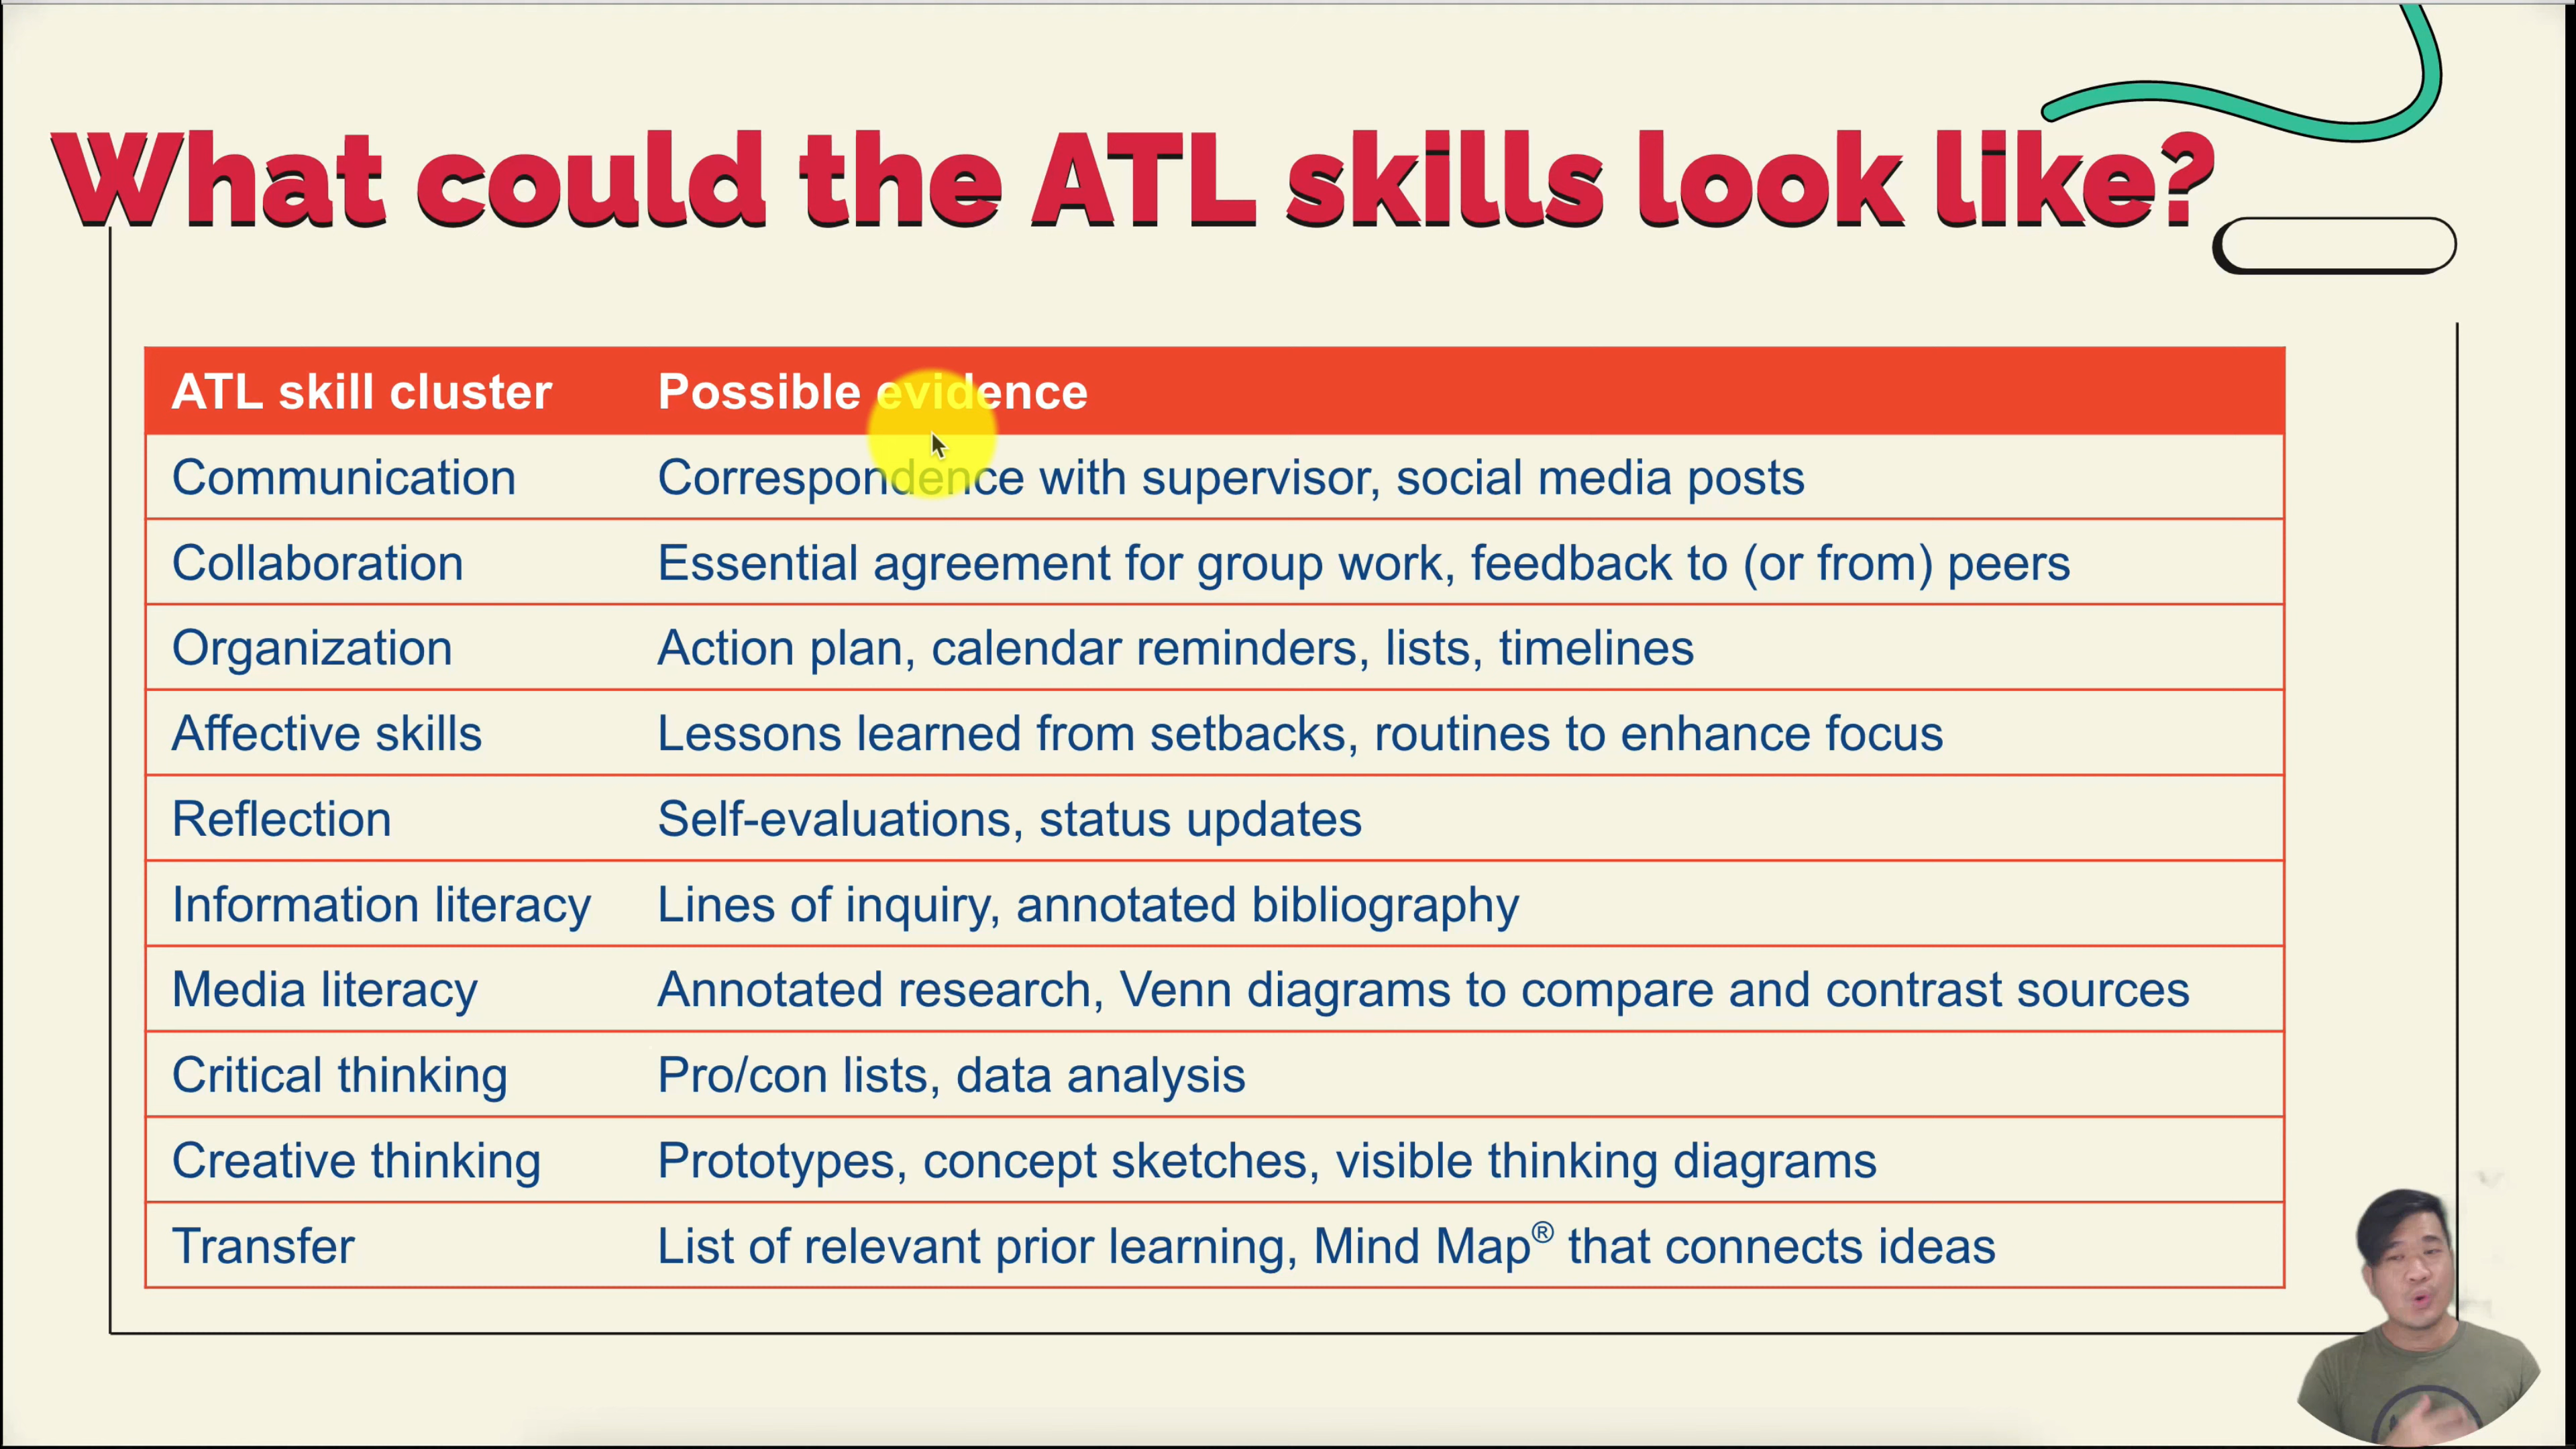 What could the ATL skills look like?
ATL skill cluster Possible evidence
Communication Correspondence with supervisor, social media posts
Collaboration Essential agreement for group work, feedback to (or from) peers
Organization Action plan, calendar reminders, lists, timelines
Affective skills Lessons learned from setbacks, routines to enhance focus
Reflection Self-evaluations, status updates
Information literacy Lines of inquiry, annotated bibliography
Media literacy Annotated research, Venn diagrams to compare and contrast sources
Critical thinking Pro/con lists, data analysis
Creative thinking Prototypes, concept sketches, visible thinking diagrams
Transfer List of relevant prior learning, Mind Map® that connects ideas